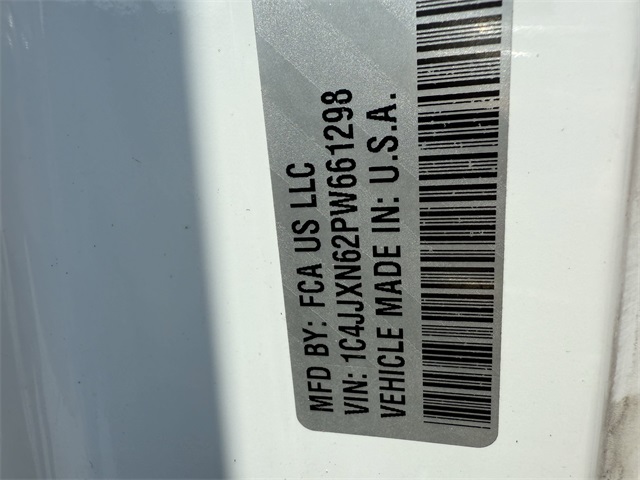 MFD BY: FCA US LLC
VIN: 1C4JJXN62PW661298
VEHICLE MADE IN: U.S.A.